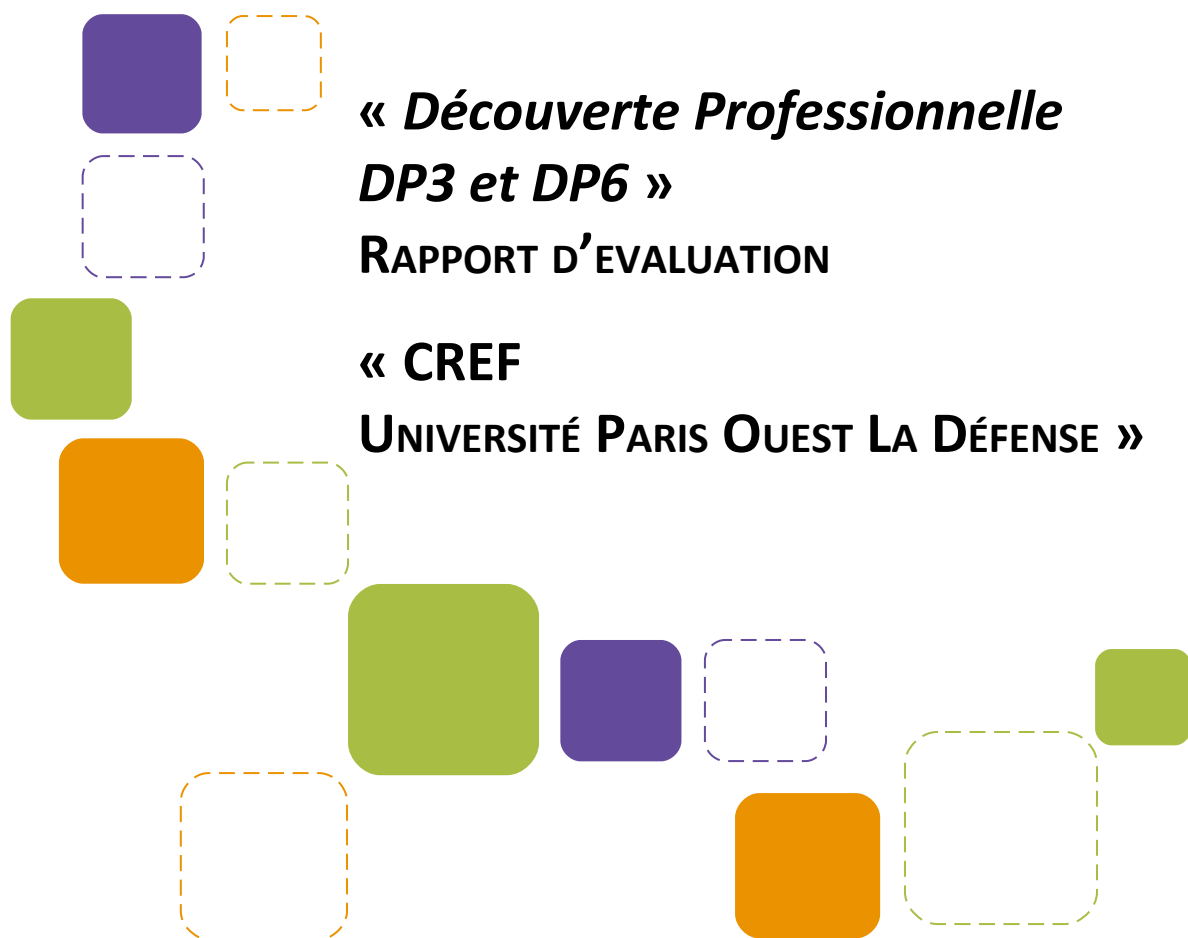 « Découverte Professionnelle
DP3 et DP6 »
RAPPORT D’EVALUATION
« CREF
UNIVERSITÉ PARIS OUEST LA DÉFENSE »